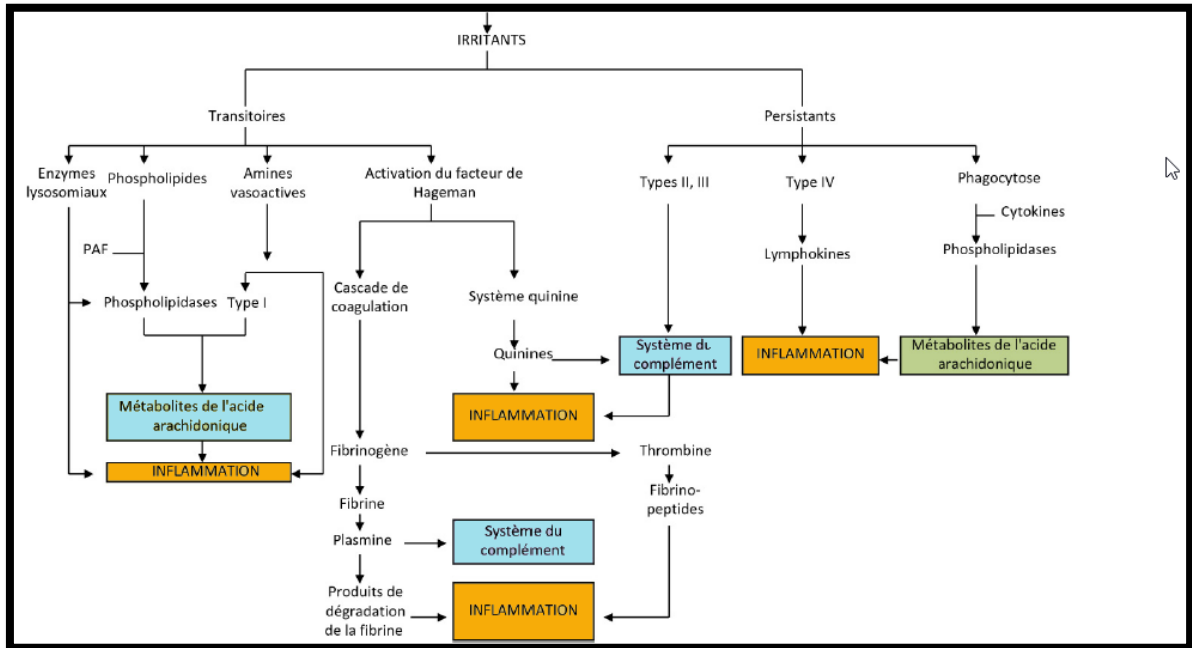 IRRITANTS
Transitoires
Persistants
Enzymes
lysosomiaux
Phospholipides
Amines
vasoactives
Activation du facteur de
Hageman
Types II, III
Type IV
Phagocytose
Cytokines
PAF
Lymphokines
Phospholipidases
Phospholipidases
Type I
Cascade de
coagulation
Système quinine
Quinines
Système du
complément
INFLAMMATION
Métabolites de l'acide
arachidonique
Métabolites de l'acide
arachidonique
INFLAMMATION
INFLAMMATION
Fibrinogène
Thrombine
Fibrine
Fibrino-
peptides
Plasmine
Système du
complément
Produits de
dégradation
de la fibrine
INFLAMMATION